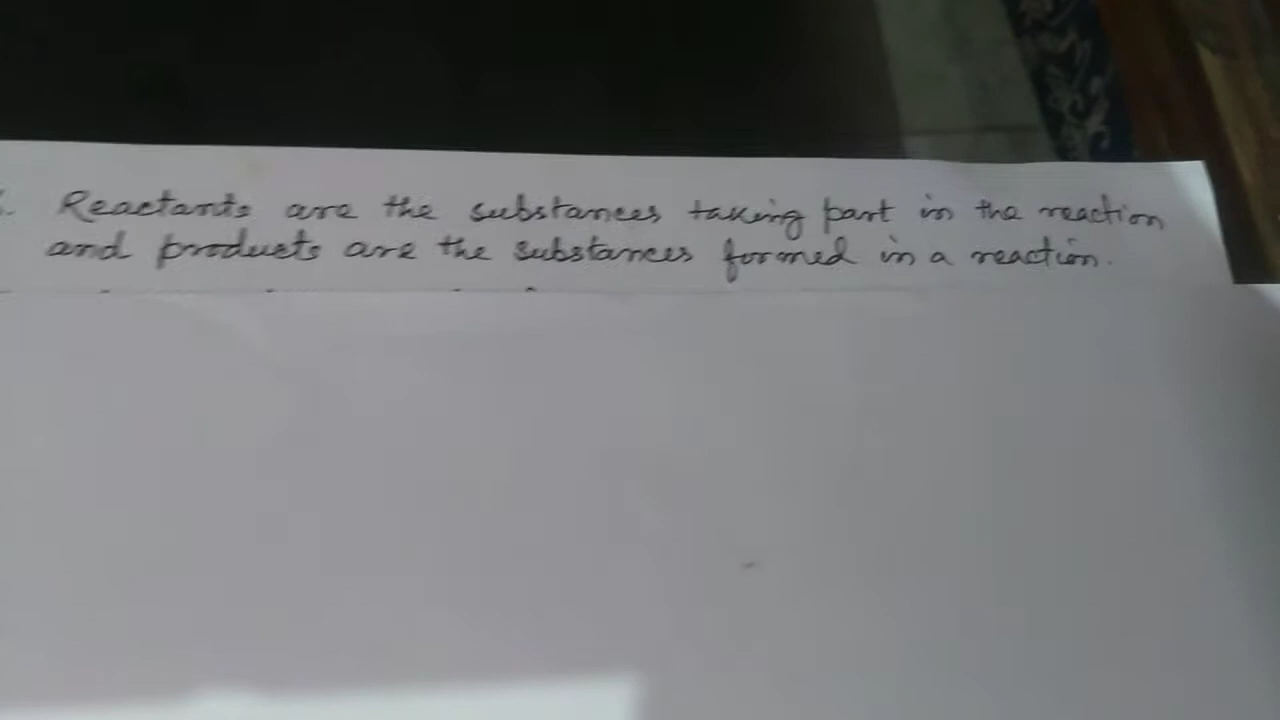 Reactants are the substances taking part in the reaction
and products are the substances formed in a reaction.